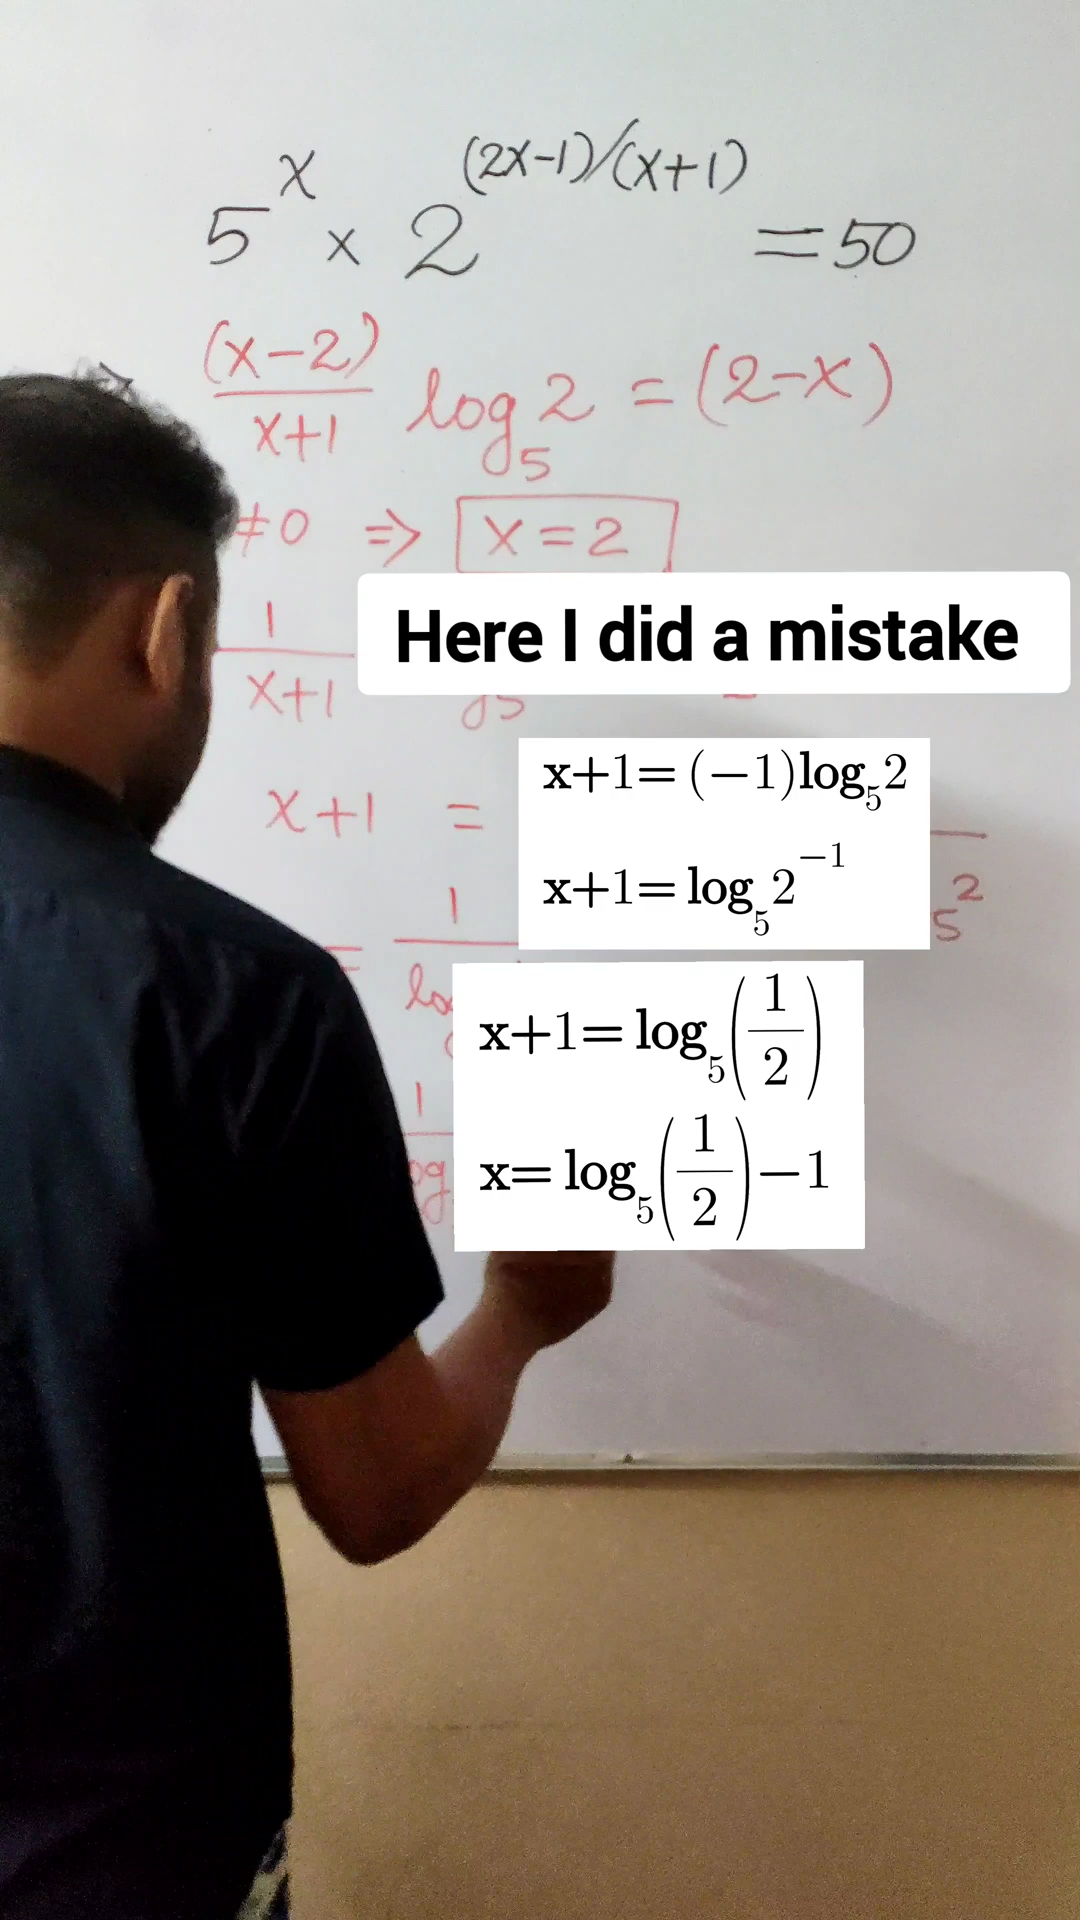 5^x × 2^{(2x-1)/(x+1)} = 50
(x-2)/(x+1) log_5 2 = (2-x)
≠0 ⇒ x=2
Here I did a mistake
1/(x+1)
x+1 =
x+1=(−1)log_5 2
x+1=log_5 2^{−1}
x+1=log_5(1/2)
x=log_5(1/2)−1